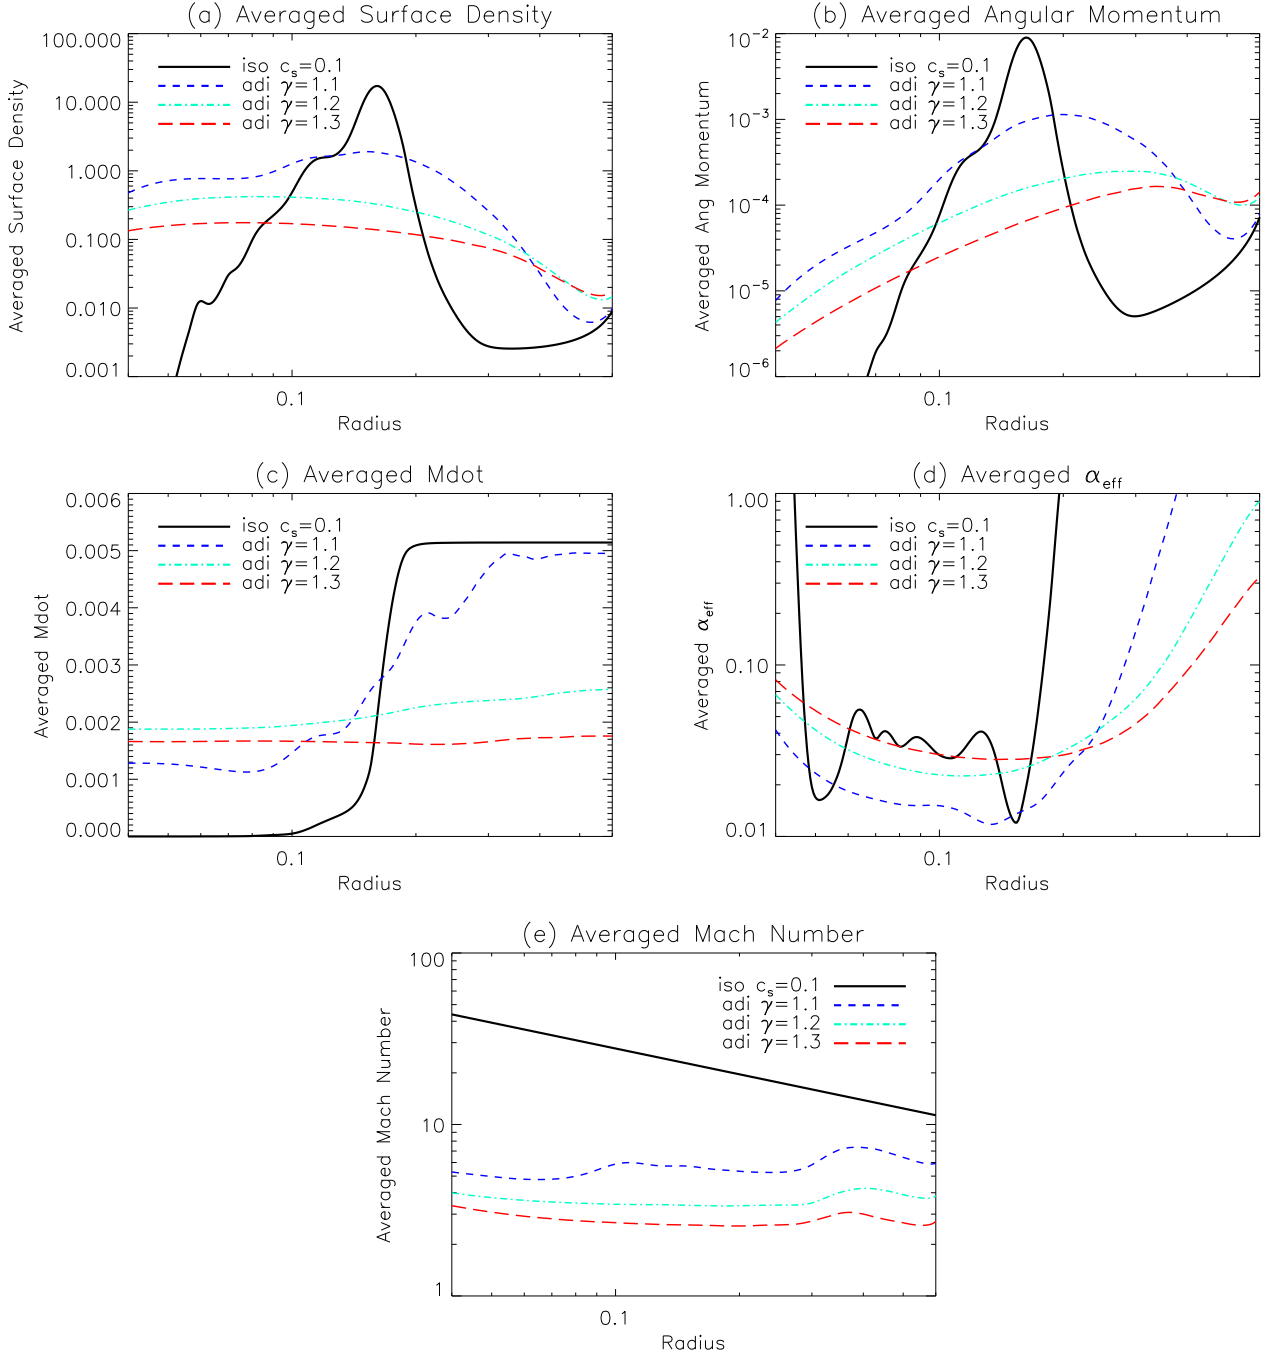 (a) Averaged Surface Density
Averaged Surface Density
100.000
10.000
1.000
0.100
0.010
0.001
iso cs=0.1
adi γ=1.1
adi γ=1.2
adi γ=1.3
0.1
Radius
(b) Averaged Angular Momentum
Averaged Ang Momentum
10-2
10-3
10-4
10-5
10-6
iso cs=0.1
adi γ=1.1
adi γ=1.2
adi γ=1.3
0.1
Radius
(c) Averaged Mdot
Averaged Mdot
0.006
0.005
0.004
0.003
0.002
0.001
0.000
iso cs=0.1
adi γ=1.1
adi γ=1.2
adi γ=1.3
0.1
Radius
(d) Averaged αeff
Averaged αeff
1.00
0.10
0.01
iso cs=0.1
adi γ=1.1
adi γ=1.2
adi γ=1.3
0.1
Radius
(e) Averaged Mach Number
Averaged Mach Number
100
10
1
iso cs=0.1
adi γ=1.1
adi γ=1.2
adi γ=1.3
0.1
Radius